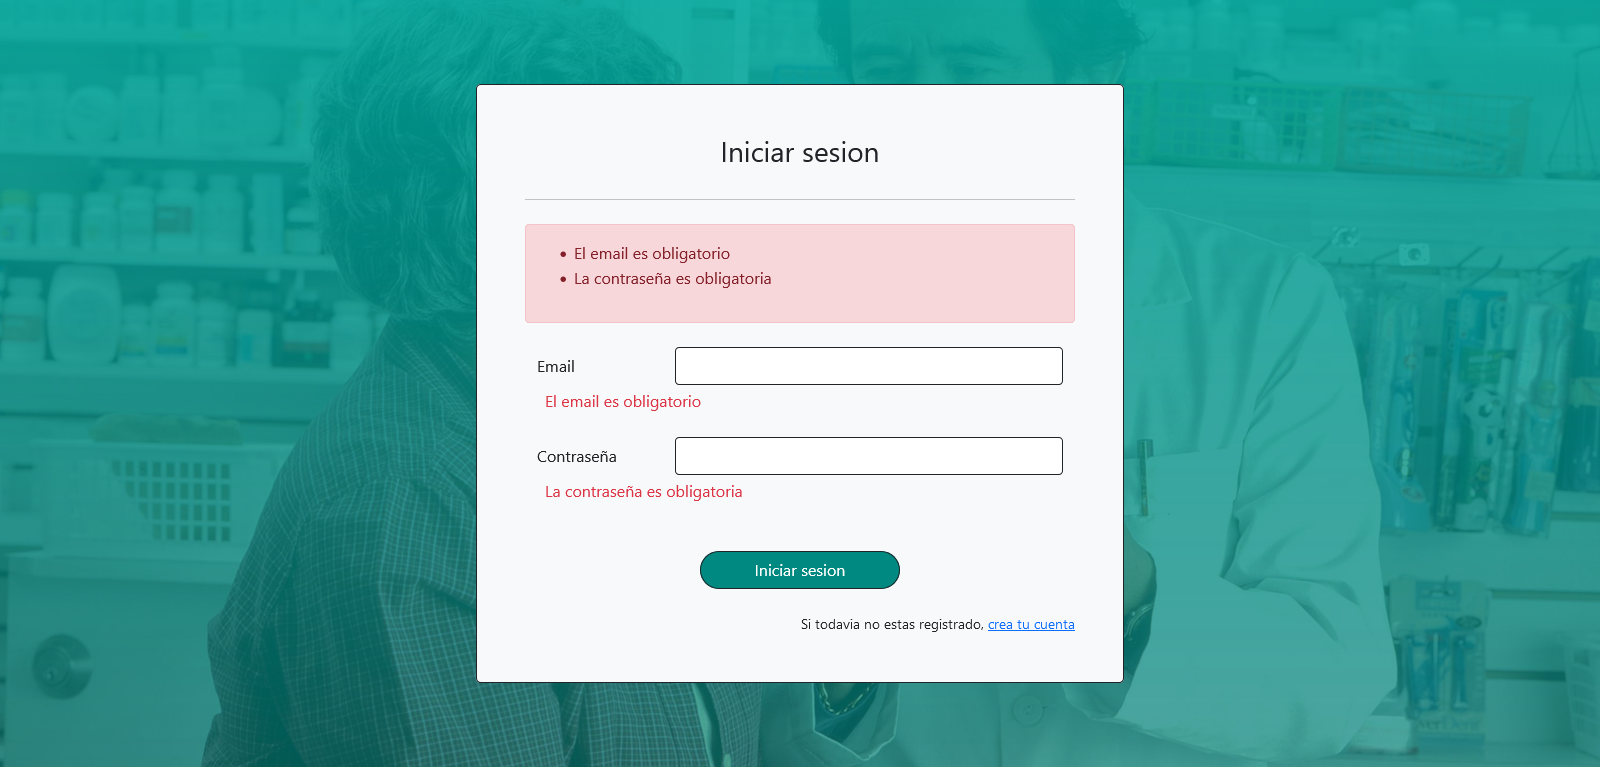 Iniciar sesion
El email es obligatorio
La contraseña es obligatoria
Email
El email es obligatorio
Contraseña
La contraseña es obligatoria
Iniciar sesion
Si todavia no estas registrado, crea tu cuenta